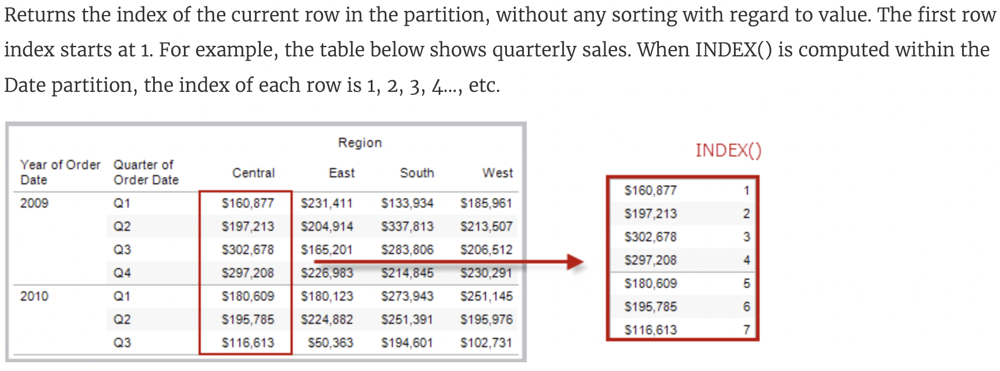 Returns the index of the current row in the partition, without any sorting with regard to value. The first row
index starts at 1. For example, the table below shows quarterly sales. When INDEX() is computed within the
Date partition, the index of each row is 1, 2, 3, 4..., etc.
Region
Year of Order Date Quarter of Order Date Central East South West
2009 Q1 $160,877 $231,411 $133,934 $185,961
Q2 $197,213 $204,914 $337,813 $213,507
Q3 $302,678 $165,201 $283,806 $206,512
Q4 $297,208 $226,983 $214,845 $230,291
2010 Q1 $180,609 $180,123 $273,943 $251,145
Q2 $195,785 $224,882 $251,391 $195,976
Q3 $116,613 $50,363 $194,601 $102,731
INDEX()
$160,877 1
$197,213 2
$302,678 3
$297,208 4
$180,609 5
$195,785 6
$116,613 7